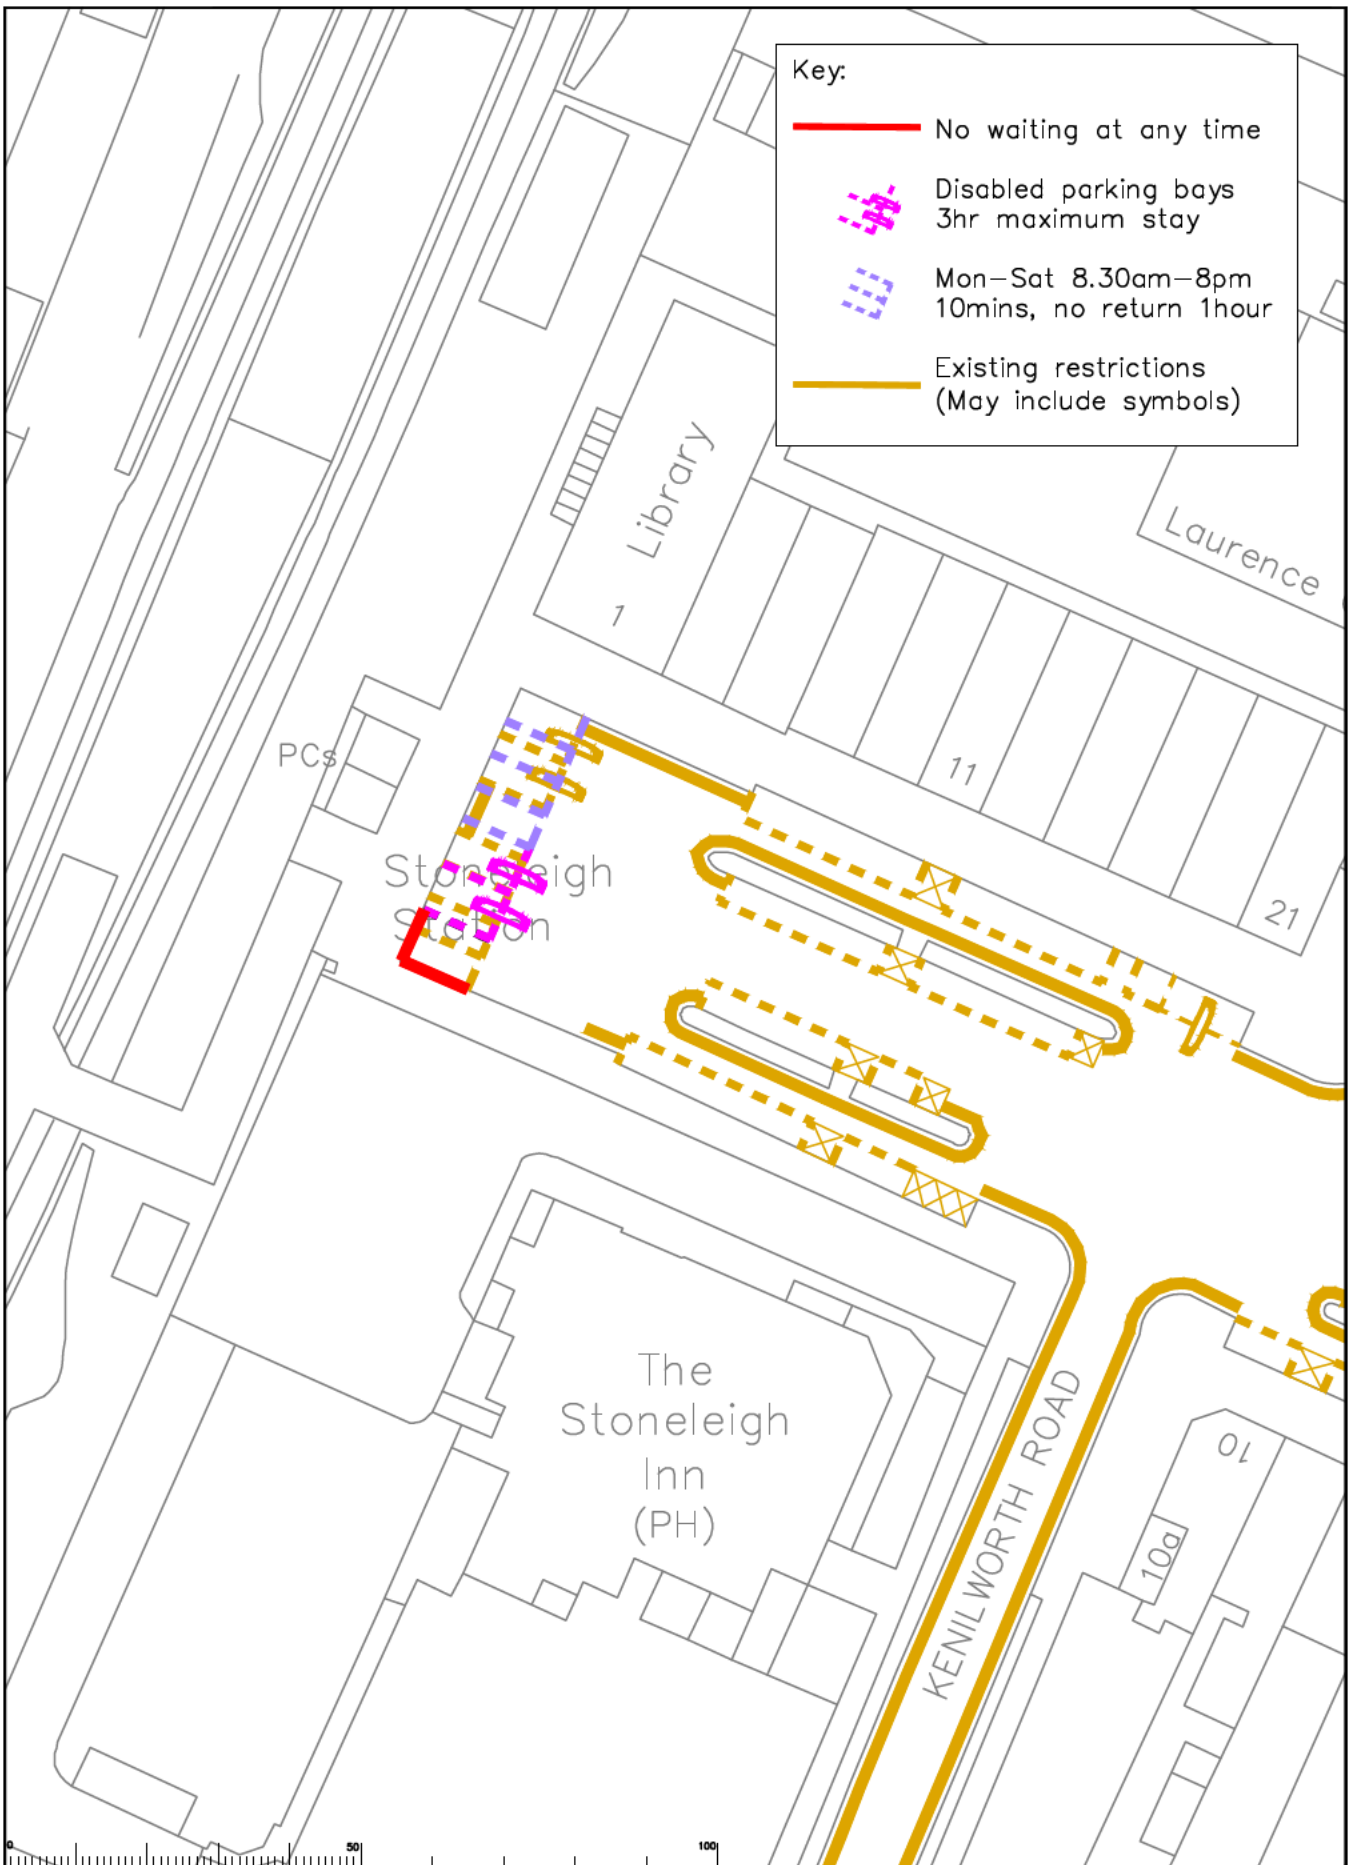 Key:
No waiting at any time
Disabled parking bays
3hr maximum stay
Mon-Sat 8.30am-8pm
10mins, no return 1hour
Existing restrictions
(May include symbols)
Library
Laurence
1
PCs
11
Stoneleigh
Station
21
The
Stoneleigh
Inn
(PH)
KENILWORTH ROAD
10
10a
0
50
100